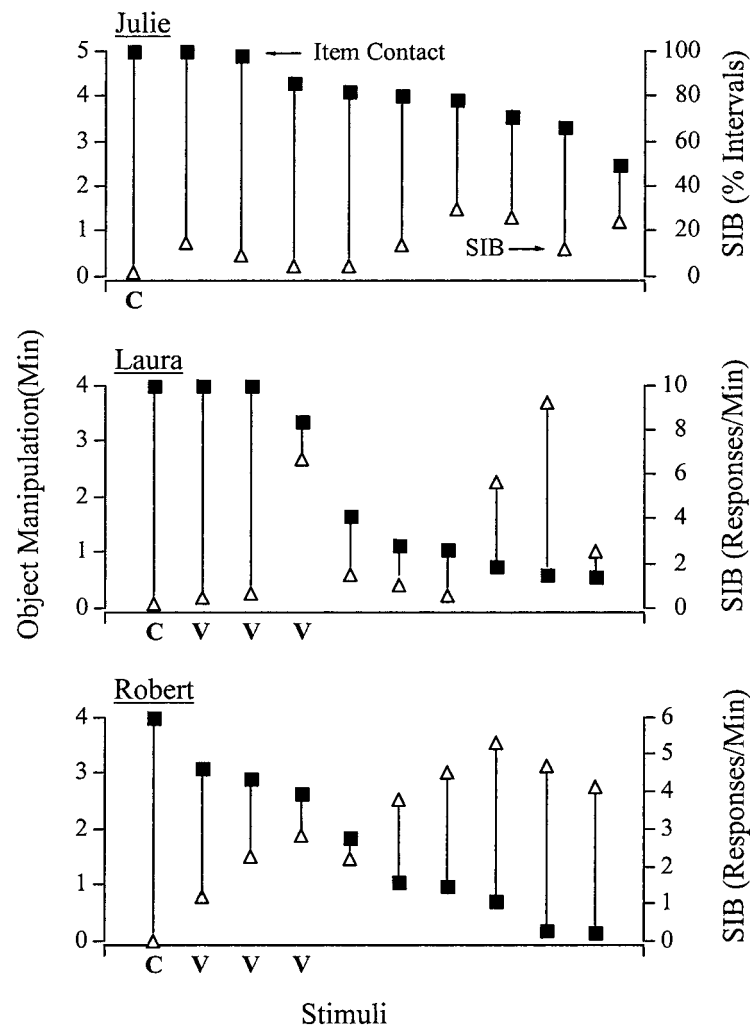 Julie
5
4
3
2
1
0
Item Contact
SIB
100
80
60
40
20
0
SIB (% Intervals)
C
Object Manipulation(Min)
Laura
4
3
2
1
0
10
8
6
4
2
0
SIB (Responses/Min)
C V V V
Robert
4
3
2
1
0
6
5
4
3
2
1
0
SIB (Responses/Min)
C V V V
Stimuli